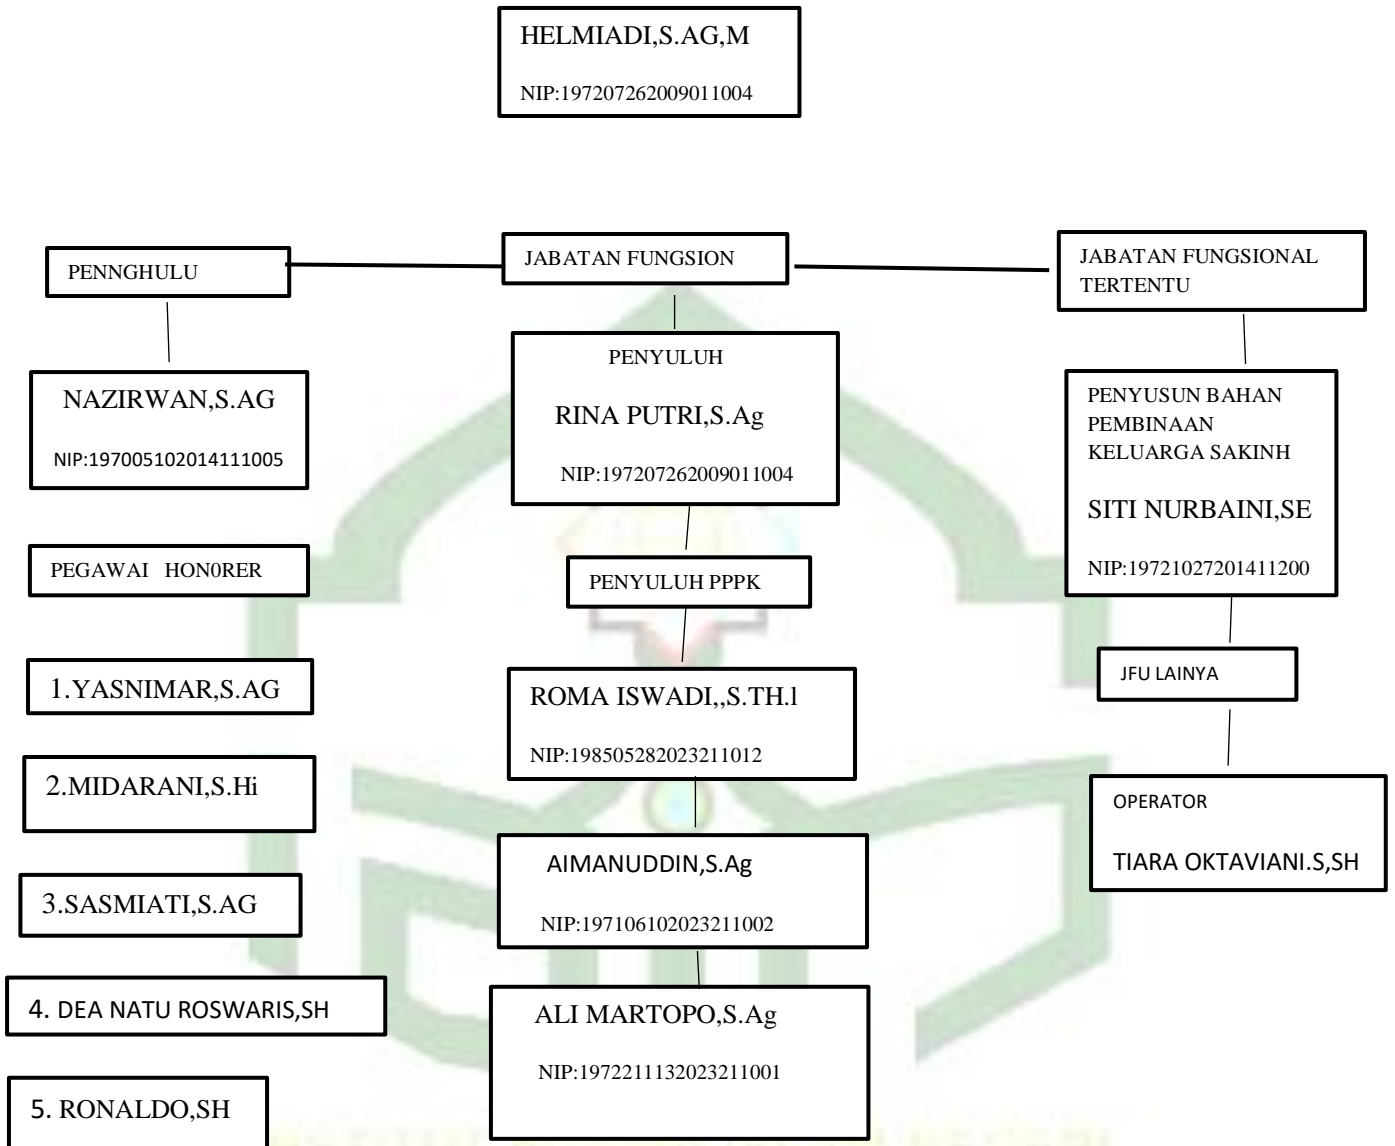 HELMIADI,S.AG,M
NIP:197207262009011004
PENNGHULU
JABATAN FUNGSION
JABATAN FUNGSIONAL
TERTENTU
NAZIRWAN,S.AG
NIP:197005102014111005
PENYULUH
RINA PUTRI,S.Ag
NIP:197207262009011004
PENYUSUN BAHAN
PEMBINAAN
KELUARGA SAKINH
SITI NURBAINI,SE
NIP:19721027201411200
PEGAWAI HON0RER
PENYULUH PPPK
JFU LAINYA
1.YASNIMAR,S.AG
ROMA ISWADI,,S.TH.l
NIP:198505282023211012
2.MIDARANI,S.Hi
OPERATOR
TIARA OKTAVIANI.S,SH
3.SASMIATI,S.AG
AIMANUDDIN,S.Ag
NIP:197106102023211002
4. DEA NATU ROSWARIS,SH
ALI MARTOPO,S.Ag
NIP:1972211132023211001
5. RONALDO,SH